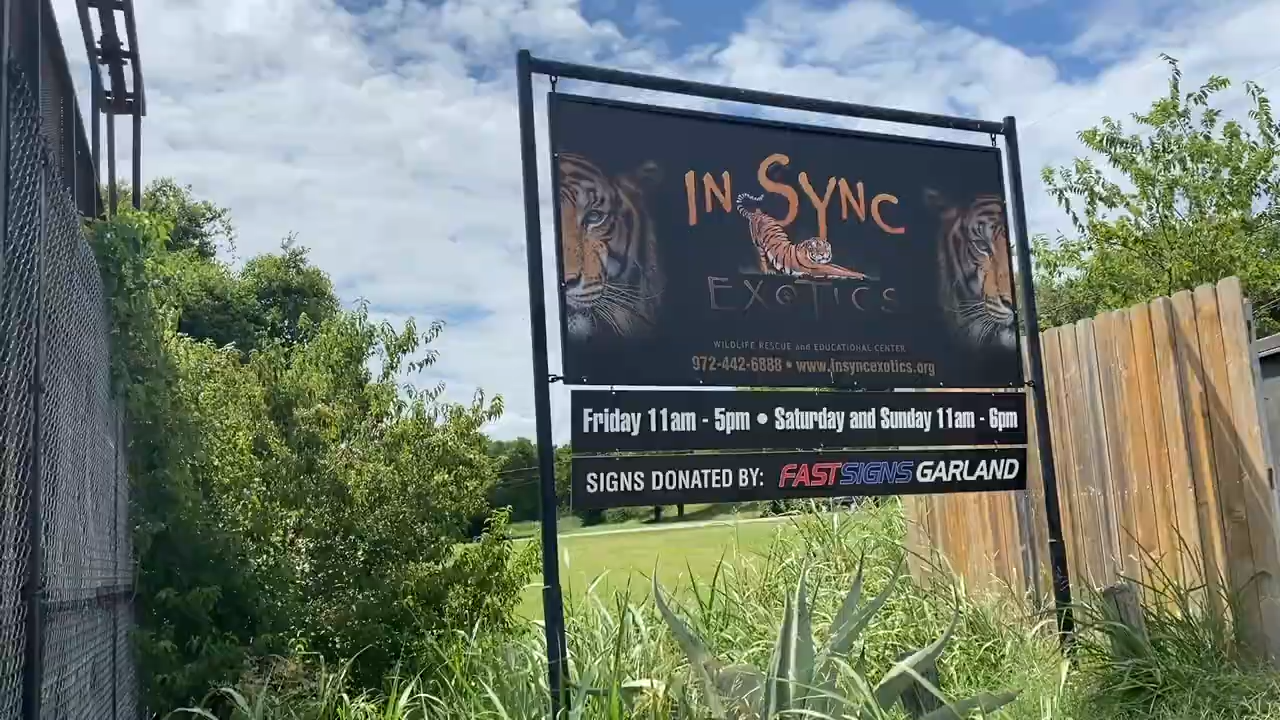 IN SYNC
EXOTICS
WILDLIFE RESCUE and EDUCATIONAL CENTER
972-442-6888 • www.insyncexotics.org
Friday 11am - 5pm • Saturday and Sunday 11am - 6pm
SIGNS DONATED BY: FASTSIGNS GARLAND